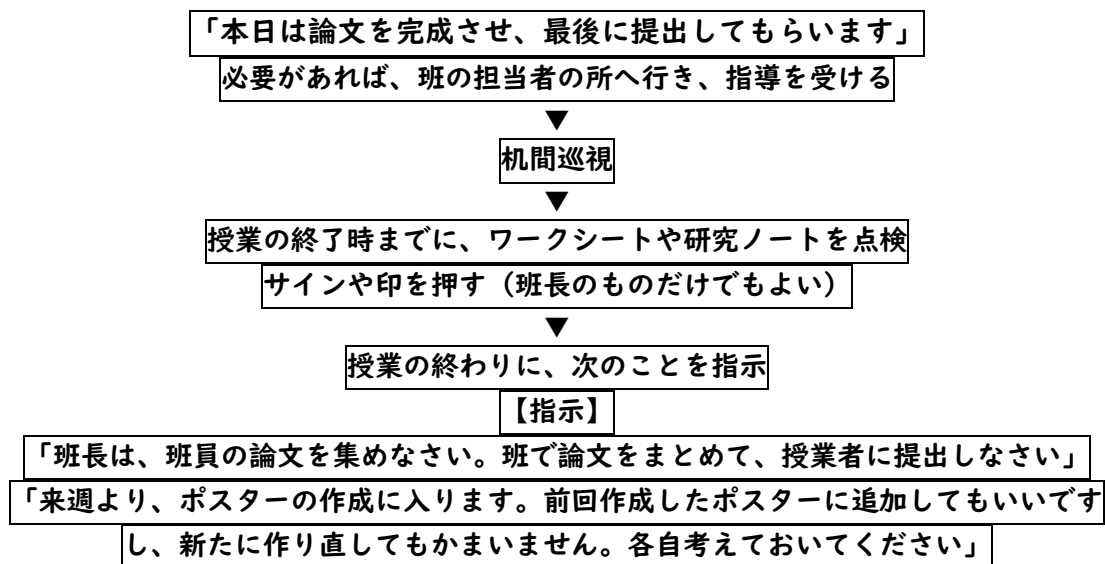 「本日は論文を完成させ、最後に提出してもらいます」
必要があれば、班の担当者の所へ行き、指導を受ける
▼
机間巡視
▼
授業の終了時までに、ワークシートや研究ノートを点検
サインや印を押す（班長のものだけでもよい）
▼
授業の終わりに、次のことを指示
【指示】
「班長は、班員の論文を集めなさい。班で論文をまとめて、授業者に提出しなさい」
「来週より、ポスターの作成に入ります。前回作成したポスターに追加してもいいです
し、新たに作り直してもかまいません。各自考えておいてください」